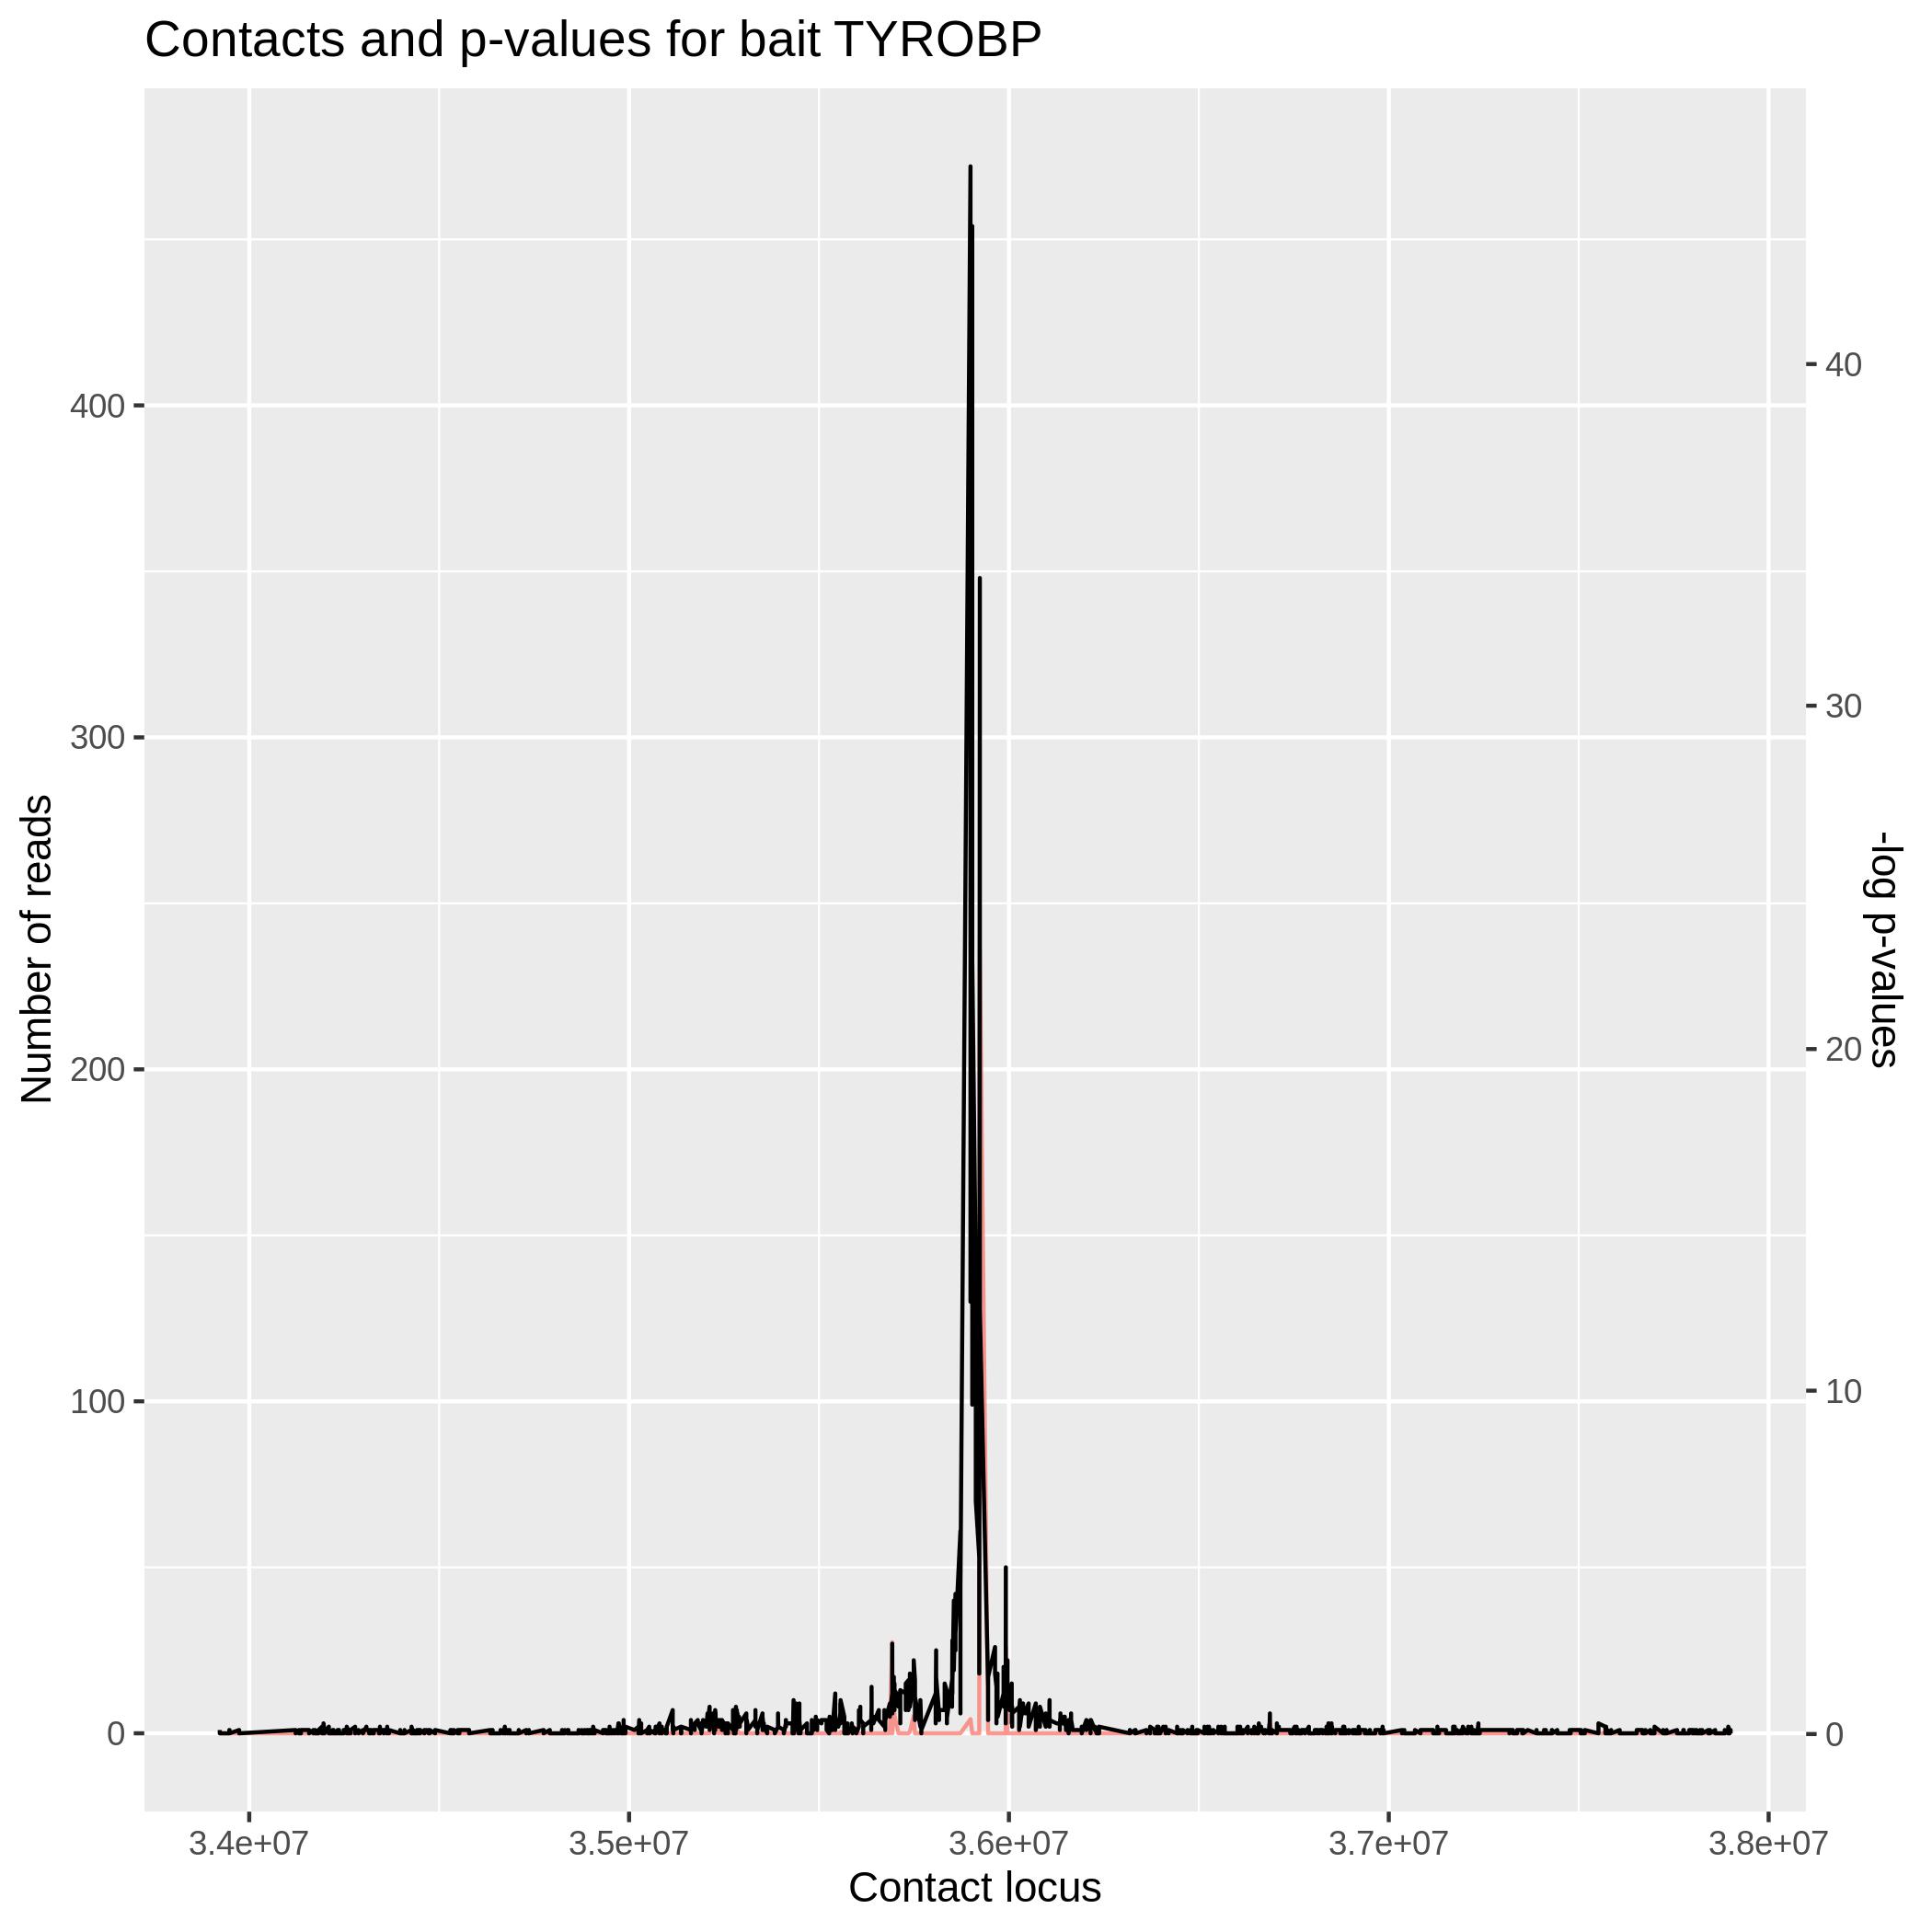 Contacts and p-values for bait TYROBP
Number of reads
400
300
200
100
0
40
30
20
10
0
-log p-values
3.4e+07
3.5e+07
3.6e+07
3.7e+07
3.8e+07
Contact locus